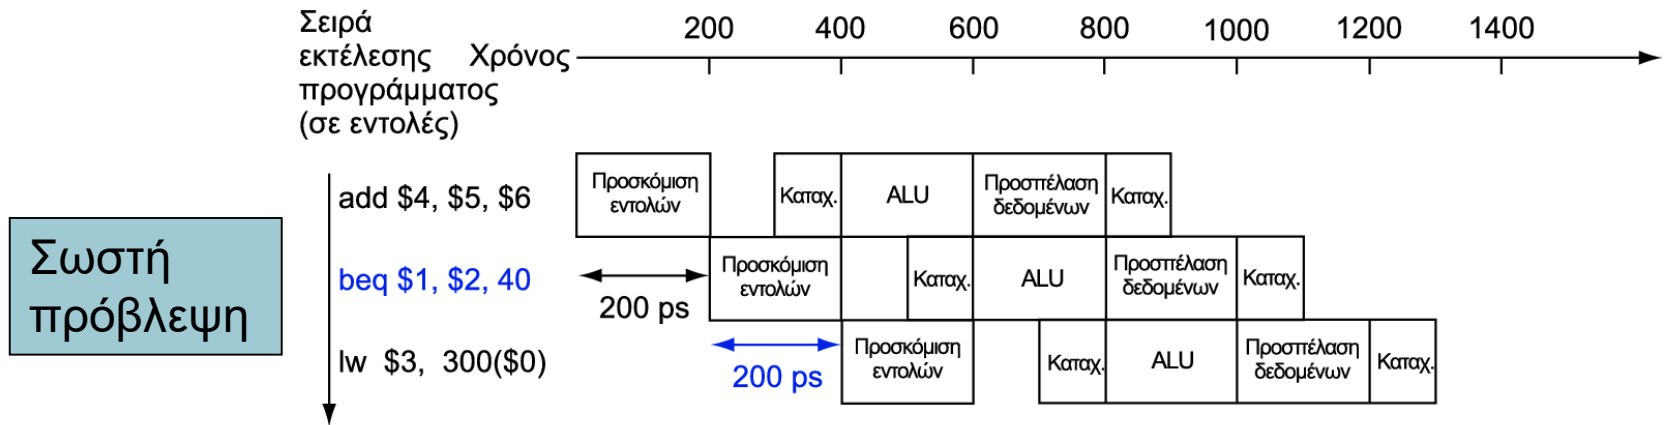 Σειρά
εκτέλεσης Χρόνος
προγράμματος
(σε εντολές)
200 400 600 800 1000 1200 1400
Σωστή
πρόβλεψη
add $4, $5, $6
Προσκόμιση
εντολών
Καταχ.
ALU
Προσπέλαση
δεδομένων
Καταχ.
beq $1, $2, 40
200 ps
Προσκόμιση
εντολών
Καταχ.
ALU
Προσπέλαση
δεδομένων
Καταχ.
lw $3, 300($0)
200 ps
Προσκόμιση
εντολών
Καταχ.
ALU
Προσπέλαση
δεδομένων
Καταχ.